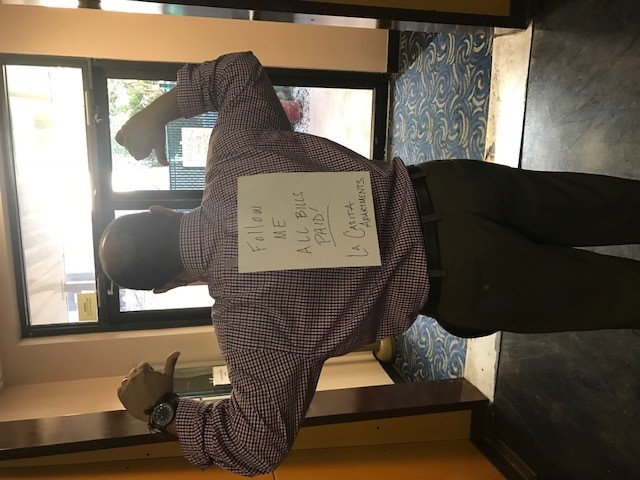 Follow
ME
ALL BILLS
PAID!
La CASITA
APARTMENTS